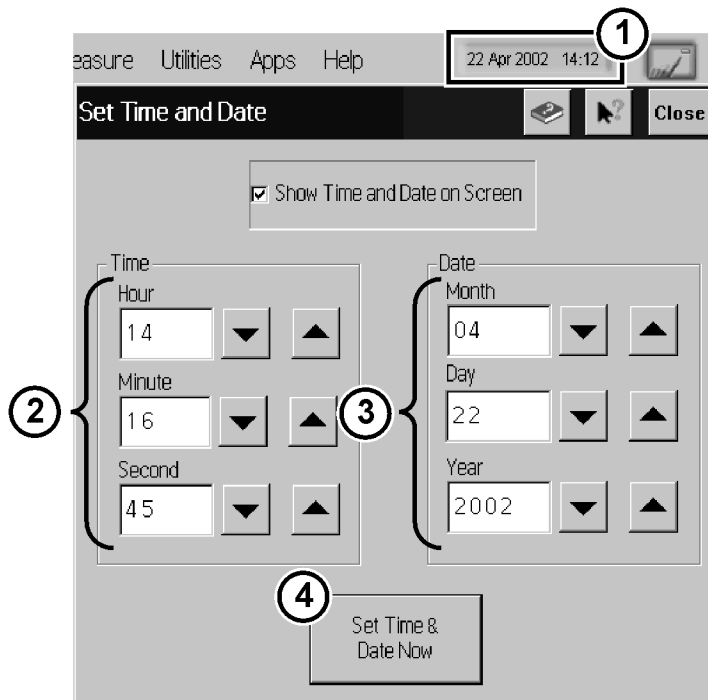 1
easure Utilities Apps Help 22 Apr 2002 14:12
Set Time and Date ? Close
Show Time and Date on Screen
Time
Hour
14
Minute
2
16
Second
45
Date
Month
04
Day
3
22
Year
2002
4
Set Time &
Date Now